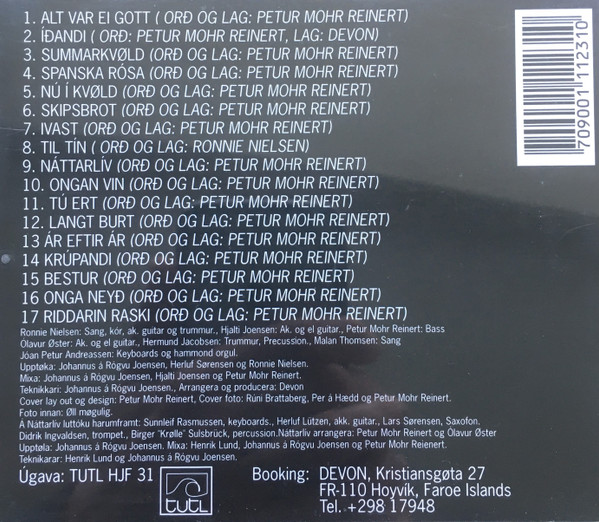 1. ALT VAR EI GOTT (ORÐ OG LAG: PETUR MOHR REINERT)
2. ÍÐANDI ( ORÐ: PETUR MOHR REINERT, LAG: DEVON)
3. SUMMARKVØLD (ORÐ OG LAG: PETUR MOHR REINERT)
4. SPANSKA RÓSA (ORÐ OG LAG: PETUR MOHR REINERT)
5. NÚ Í KVØLD (ORÐ OG LAG: PETUR MOHR REINERT)
6. SKIPSBROT (ORÐ OG LAG: PETUR MOHR REINERT)
7. IVAST (ORÐ OG LAG: PETUR MOHR REINERT)
8. TIL TÍN ( ORÐ OG LAG: RONNIE NIELSEN)
9. NÁTTARLÍV (ORÐ OG LAG: PETUR MOHR REINERT)
10. ONGAN VIN (ORÐ OG LAG: PETUR MOHR REINERT)
11. TÚ ERT (ORÐ OG LAG: PETUR MOHR REINERT)
12. LANGT BURT (ORÐ OG LAG: PETUR MOHR REINERT)
13 ÁR EFTIR ÁR (ORÐ OG LAG: PETUR MOHR REINERT)
14 KRÚPANDI (ORÐ OG LAG: PETUR MOHR REINERT)
15 BESTUR (ORÐ OG LAG: PETUR MOHR REINERT)
16 ONGA NEYÐ (ORÐ OG LAG: PETUR MOHR REINERT)
17 RIDDARIN RASKI (ORÐ OG LAG: PETUR MOHR REINERT)
Ronnie Nielsen: Sang, kór, ak. guitar og trummur., Hjalti Joensen: Ak. og el guitar., Petur Mohr Reinert: Bass
Ólavur Øster: Ak. og el guitar., Hermund Jacobsen: Trummur, Precussion., Malan Thomsen: Sang
Jóan Petur Andreassen: Keyboards og hammond orgul.
Upptøka: Johannus á Rógvu Joensen, Herluf Sørensen og Ronnie Nielsen.
Mixa: Johannus á Rógvu Joensen, Hjalti Joensen og Petur Mohr Reinert.
Teknikkari: Johannus á Rógvu Joensen., Arrangera og producera: Devon
Cover lay out og design: Petur Mohr Reinert, Cover foto: Rúni Brattaberg, Per á Hædd og Petur Mohr Reinert.
Foto innan: Øll møgulig.
Á Náttarlív luttóku harumframt: Sunnleif Rasmussen, keyboards., Herluf Lützen, akk. guitar., Lars Sørensen, Saxofon.
Didrik Ingvaldsen, trompet., Birger "Krølle" Sulsbrück, percussion.Náttarlív arrangera: Petur Mohr Reinert og Ólavur Øster
Upptøla: Johannus á Rógvu Joensen. Mixa: Henrik Lund, Johannus á Rógvu Joensen og Petur Mohr Reienert.
Teknikarar: Henrik Lund og Johannus á Rógvu Joensen.
Úgava: TUTL HJF 31
tutl
Booking: DEVON, Kristiansgøta 27
FR-110 Hoyvík, Faroe Islands
Tel. +298 17948
7 09001 112310